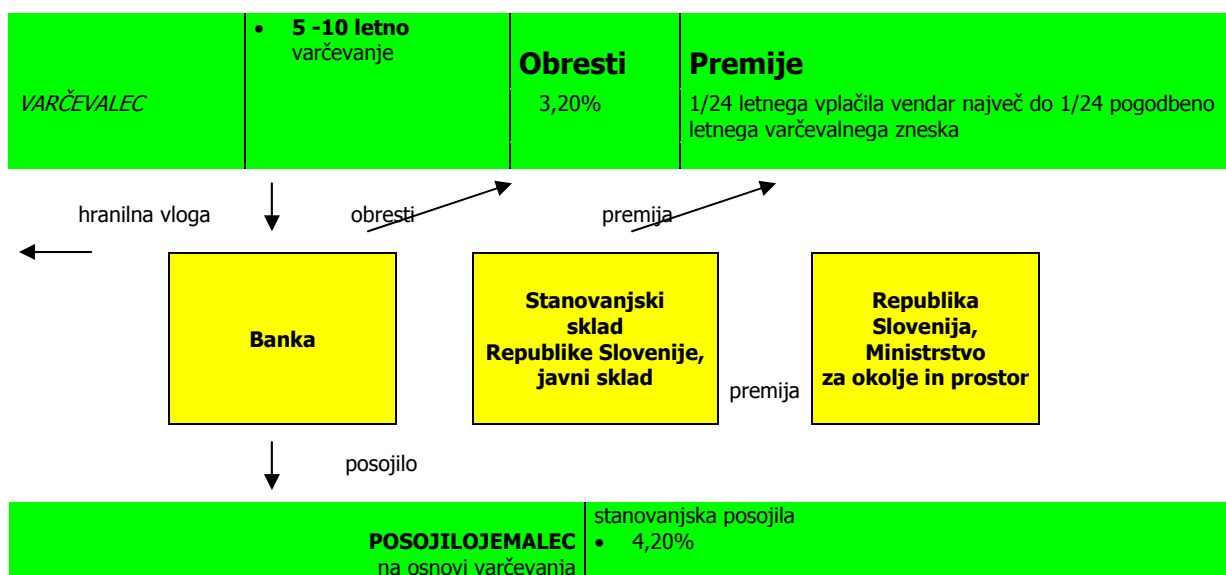 • 5 -10 letno
varčevanje
Obresti
Premije
VARČEVALEC
3,20%
1/24 letnega vplačila vendar največ do 1/24 pogodbeno
letnega varčevalnega zneska
hranilna vloga
obresti
premija
Banka
Stanovanjski
sklad
Republike Slovenije,
javni sklad
premija
Republika
Slovenija,
Ministrstvo
za okolje in prostor
posojilo
POSOJILOJEMALEC
na osnovi varčevanja
stanovanjska posojila
• 4,20%